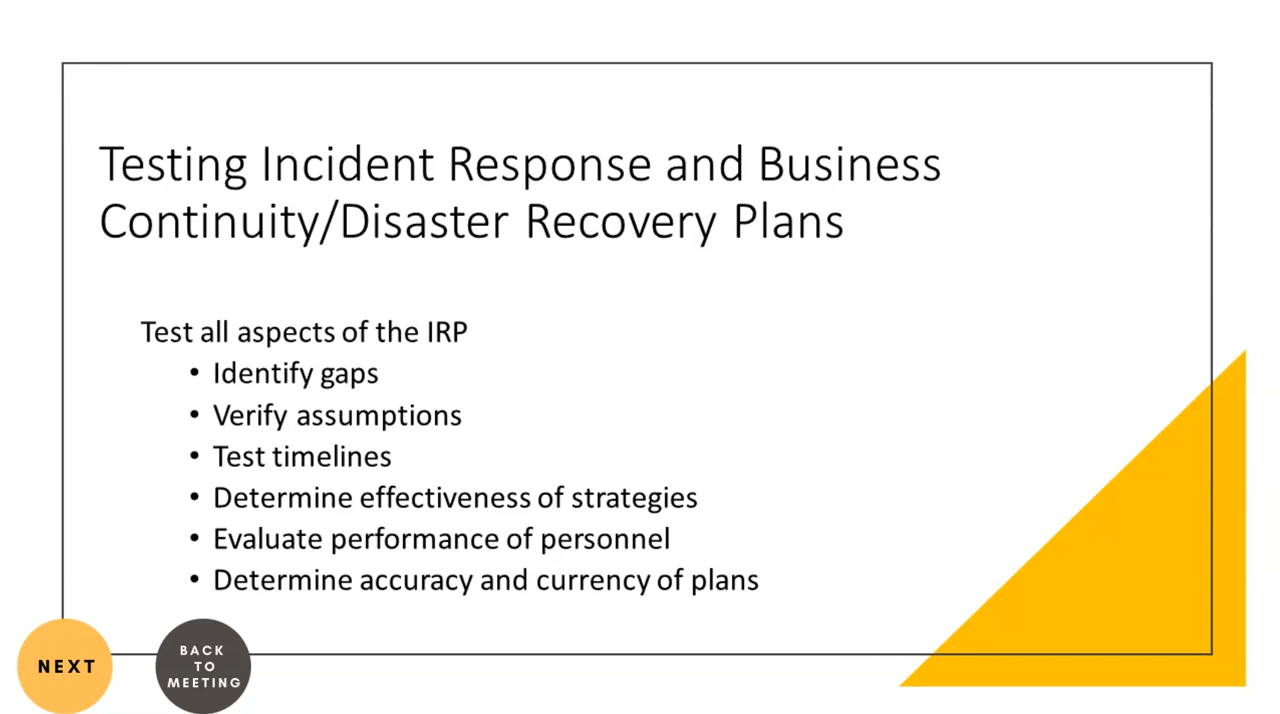 Testing Incident Response and Business
Continuity/Disaster Recovery Plans
Test all aspects of the IRP
• Identify gaps
• Verify assumptions
• Test timelines
• Determine effectiveness of strategies
• Evaluate performance of personnel
• Determine accuracy and currency of plans
NEXT
BACK
TO
MEETING